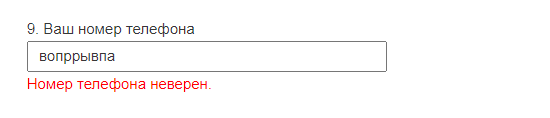 9. Ваш номер телефона
вопррывпа
Номер телефона неверен.